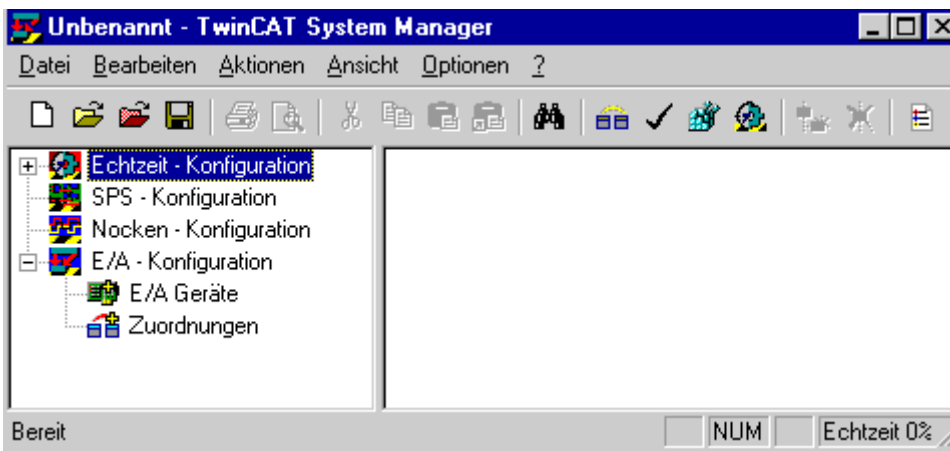 Unbenannt - TwinCAT System Manager
Datei Bearbeiten Aktionen Ansicht Optionen ?
Echtzeit - Konfiguration
SPS - Konfiguration
Nocken - Konfiguration
E/A - Konfiguration
E/A Geräte
Zuordnungen
Bereit NUM Echtzeit 0%